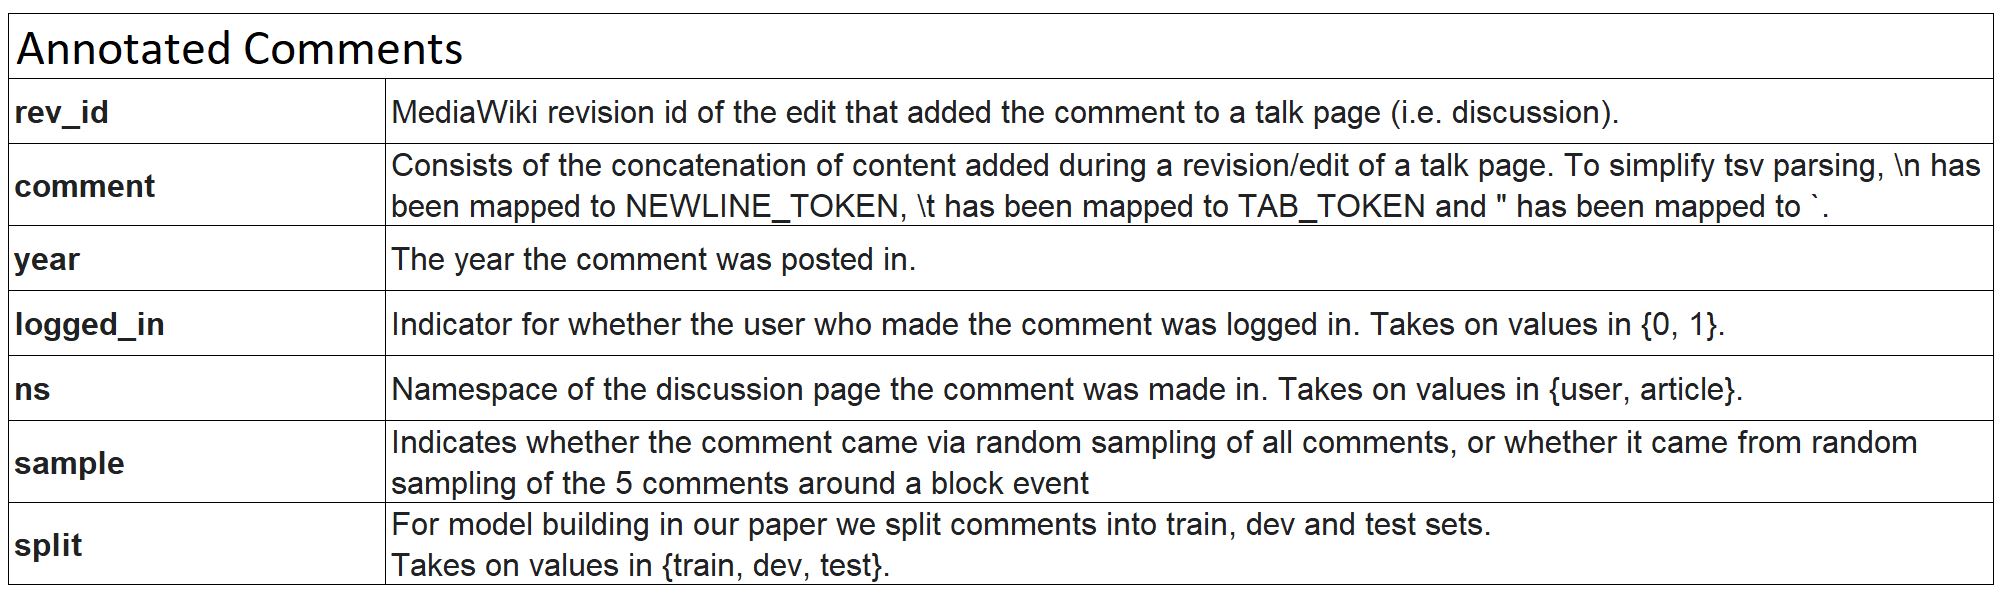 Annotated Comments
rev_id
MediaWiki revision id of the edit that added the comment to a talk page (i.e. discussion).
comment
Consists of the concatenation of content added during a revision/edit of a talk page. To simplify tsv parsing, \n has
been mapped to NEWLINE_TOKEN, \t has been mapped to TAB_TOKEN and " has been mapped to `.
year
The year the comment was posted in.
logged_in
Indicator for whether the user who made the comment was logged in. Takes on values in {0, 1}.
ns
Namespace of the discussion page the comment was made in. Takes on values in {user, article}.
sample
Indicates whether the comment came via random sampling of all comments, or whether it came from random
sampling of the 5 comments around a block event
split
For model building in our paper we split comments into train, dev and test sets.
Takes on values in {train, dev, test}.